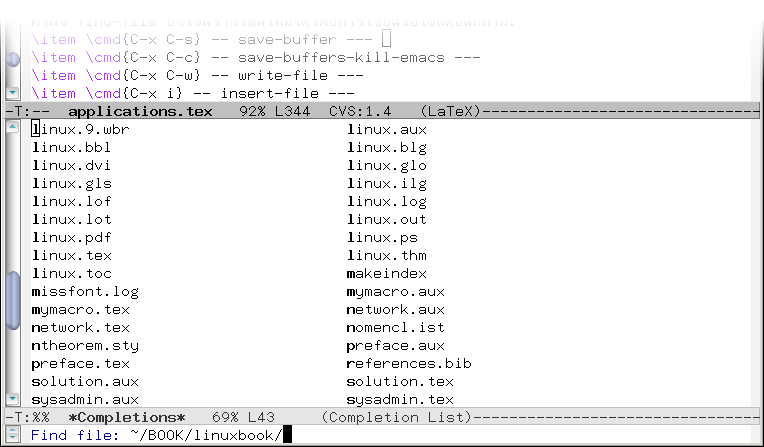 \item \cmd{C-x C-s} -- save-buffer ---
\item \cmd{C-x C-c} -- save-buffers-kill-emacs ---
\item \cmd{C-x C-w} -- write-file ---
\item \cmd{C-x i} -- insert-file ---
-T:-- applications.tex 92% L344 CVS:1.4 (LaTeX)-------------------------------
linux.9.wbr linux.aux
linux.bbl linux.blg
linux.dvi linux.glo
linux.gls linux.ilg
linux.lof linux.log
linux.lot linux.out
linux.pdf linux.ps
linux.tex linux.thm
linux.toc makeindex
missfont.log mymacro.aux
mymacro.tex network.aux
network.tex nomencl.ist
ntheorem.sty preface.aux
preface.tex references.bib
solution.aux solution.tex
sysadmin.aux sysadmin.tex
-T:%% *Completions* 69% L43 (Completion List)--------------------------------
Find file: ~/BOOK/linuxbook/